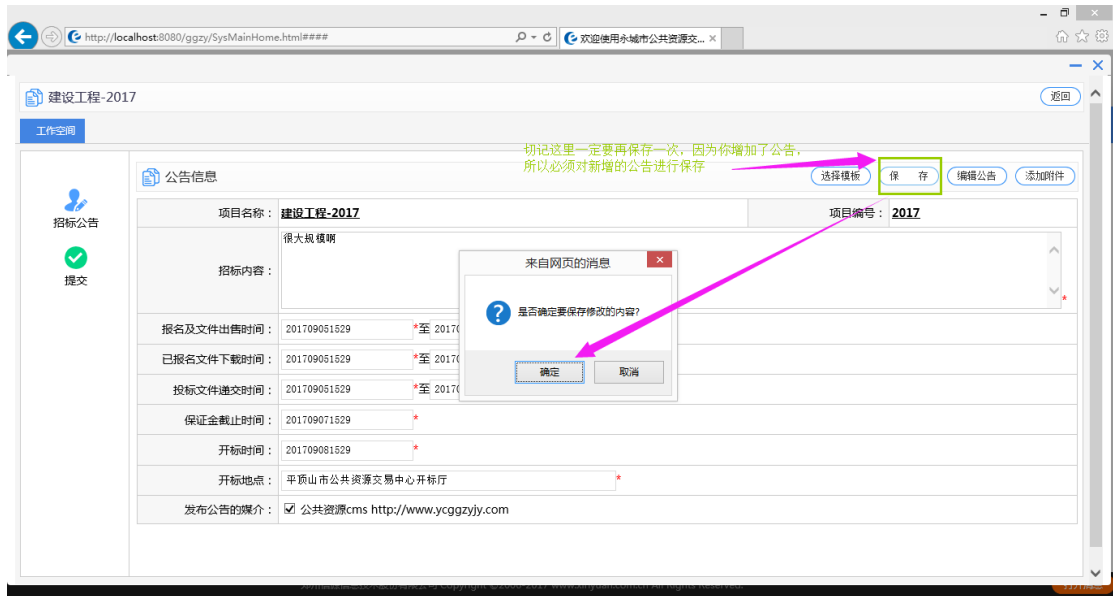 http://localhost:8080/ggzy/SysMainHome.html####
欢迎使用永城市公共资源交...
建设工程-2017
返回
工作空间
切记这里一定要再保存一次，因为你增加了公告，
所以必须对新增的公告进行保存
公告信息
选择模板 保 存 编辑公告 添加附件
招标公告
提交
项目名称： 建设工程-2017 项目编号： 2017
招标内容： 很大规模啊
*
来自网页的消息
是否确定要保存修改的内容?
确定 取消
报名及文件出售时间： 201709051529 *至 2017
已报名文件下载时间： 201709051529 *至 2017
投标文件递交时间： 201709051529 *至 2017
保证金截止时间： 201709071529 *
开标时间： 201709081529 *
开标地点： 平顶山市公共资源交易中心开标厅 *
发布公告的媒介： 公共资源cms http://www.ycggzyjy.com